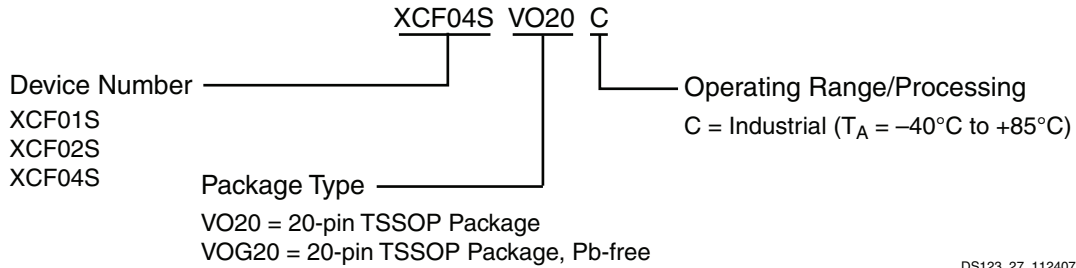 XCF04S VO20 C
Device Number
XCF01S
XCF02S
XCF04S
Package Type
VO20 = 20-pin TSSOP Package
VOG20 = 20-pin TSSOP Package, Pb-free
Operating Range/Processing
C = Industrial (TA = –40°C to +85°C)
DS123_27_112407